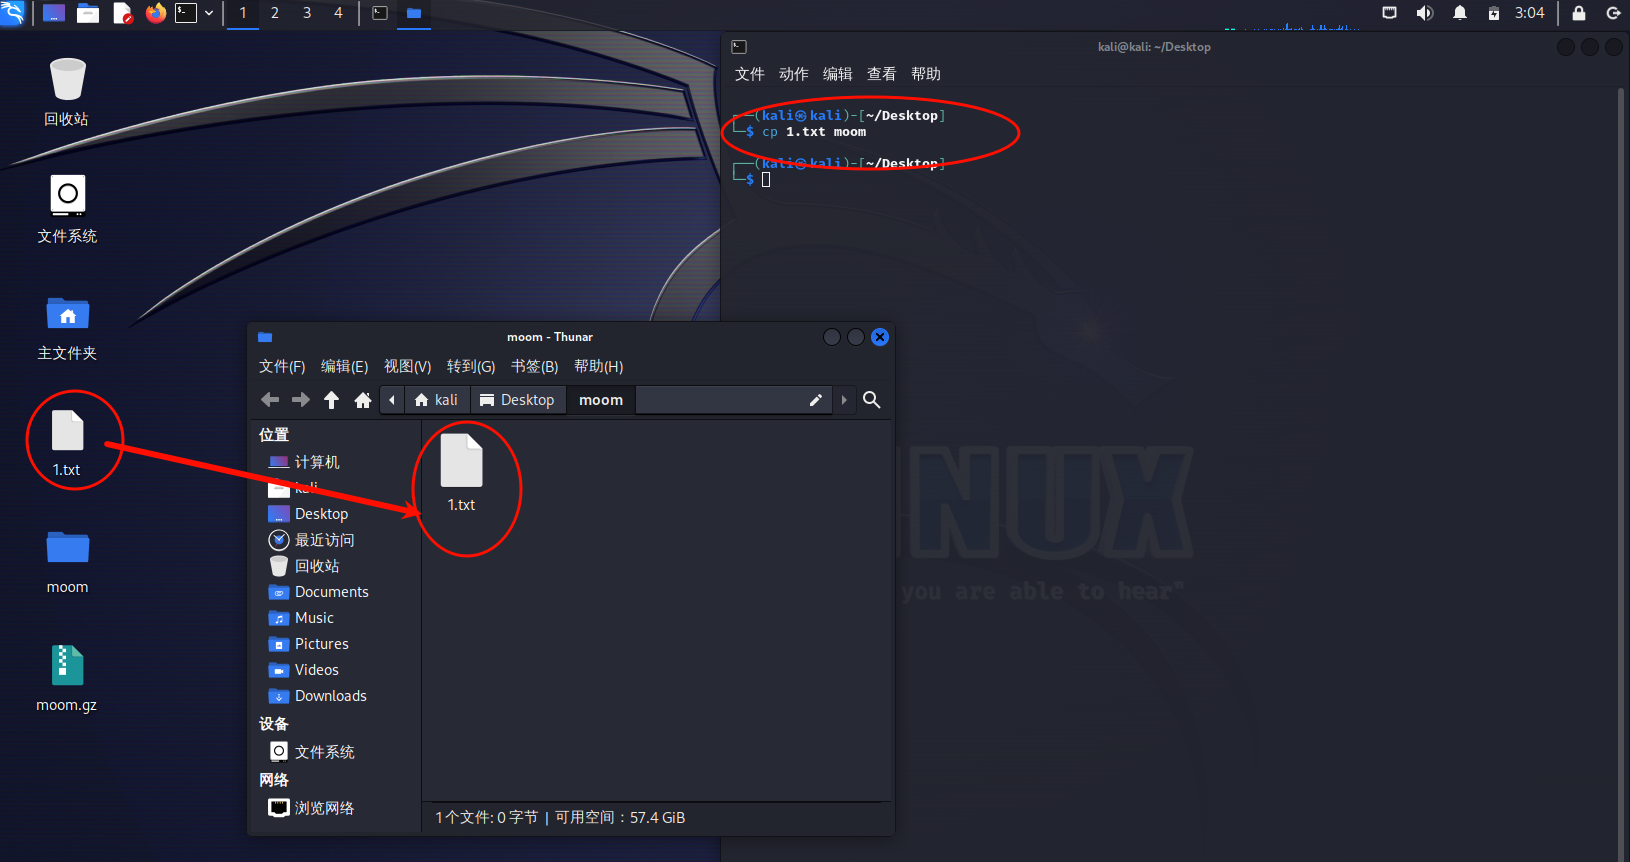 1 2 3 4
3:04
回收站
文件系统
主文件夹
1.txt
moom
moom.gz
kali@kali: ~/Desktop
文件 动作 编辑 查看 帮助
┌──(kali㉿kali)-[~/Desktop]
└─$ cp 1.txt moom
┌──(kali㉿kali)-[~/Desktop]
└─$
moom - Thunar
文件(F) 编辑(E) 视图(V) 转到(G) 书签(B) 帮助(H)
kali Desktop moom
位置
计算机
kali
Desktop
最近访问
回收站
Documents
Music
Pictures
Videos
Downloads
设备
文件系统
网络
浏览网络
1.txt
1个文件: 0 字节 | 可用空间：57.4 GiB
NUX
you are able to hear"